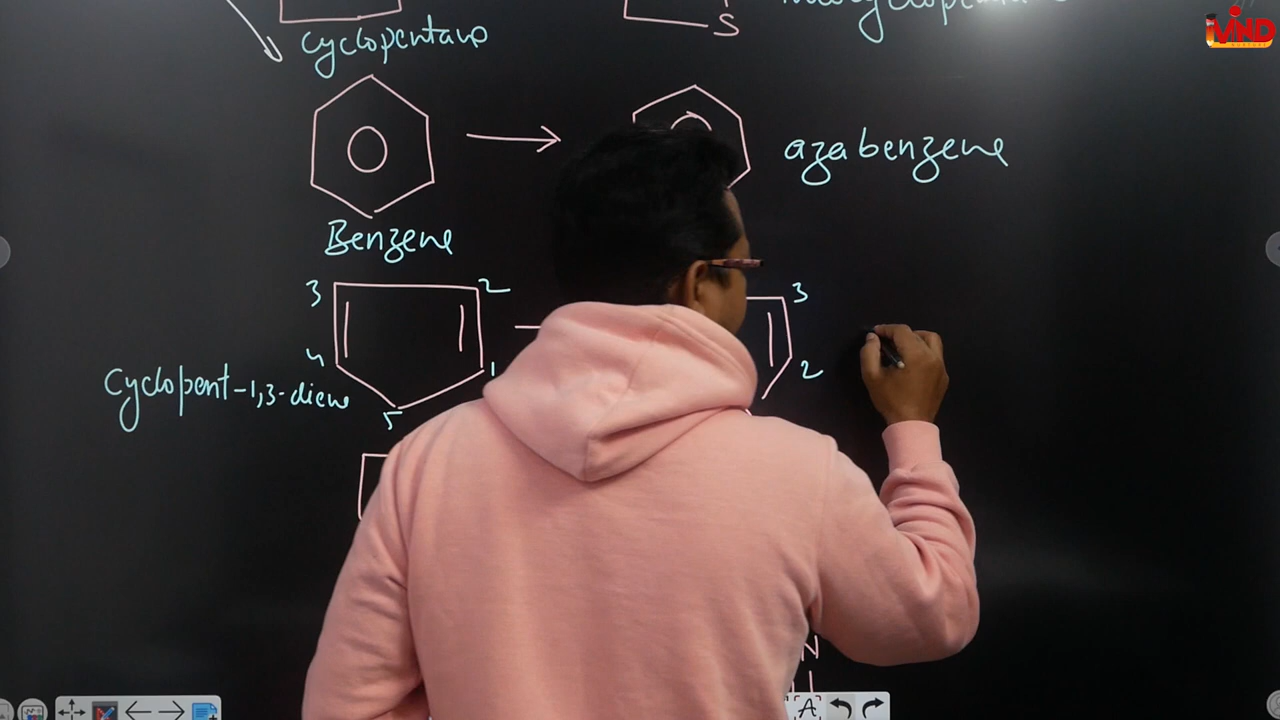 cyclopentane
S
azabenzene
Benzene
3
2
3
4
1
2
Cyclopent-1,3-diene
5
N
A